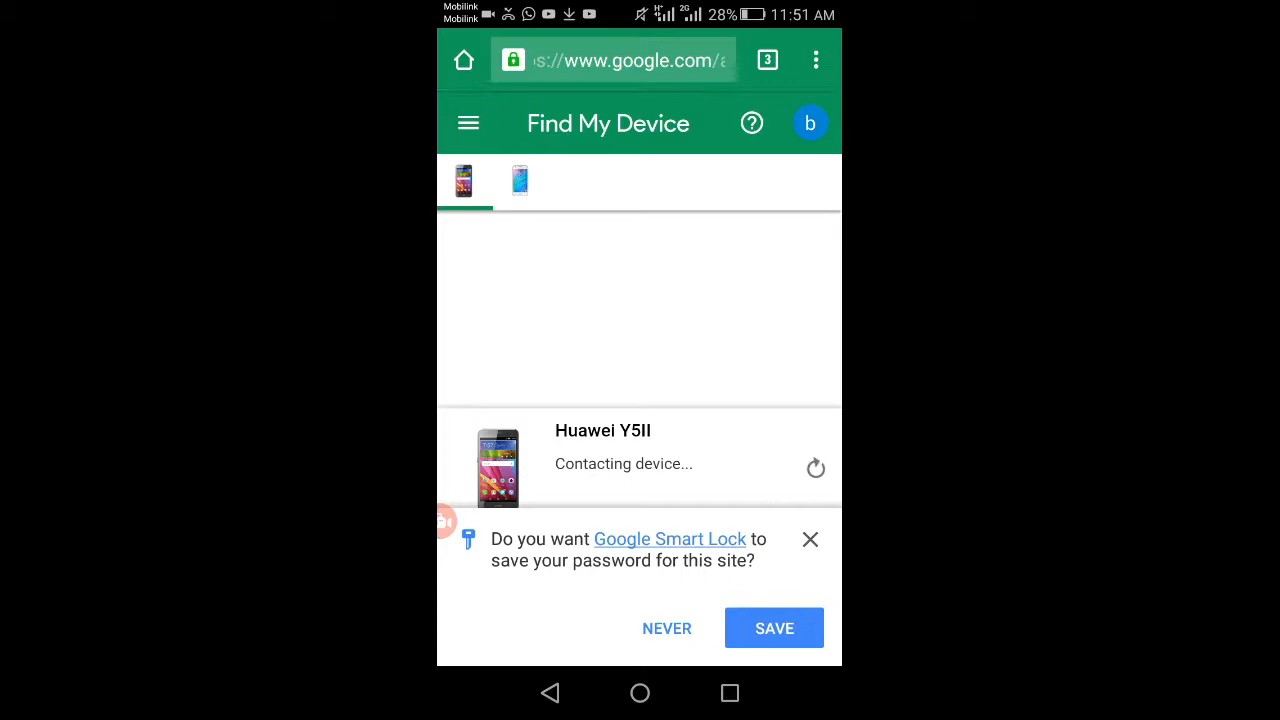 Mobilink
Mobilink
H+
2G
28%
11:51 AM
s://www.google.com/a
3
Find My Device
b
Huawei Y5II
Contacting device...
Do you want Google Smart Lock to
save your password for this site?
NEVER
SAVE